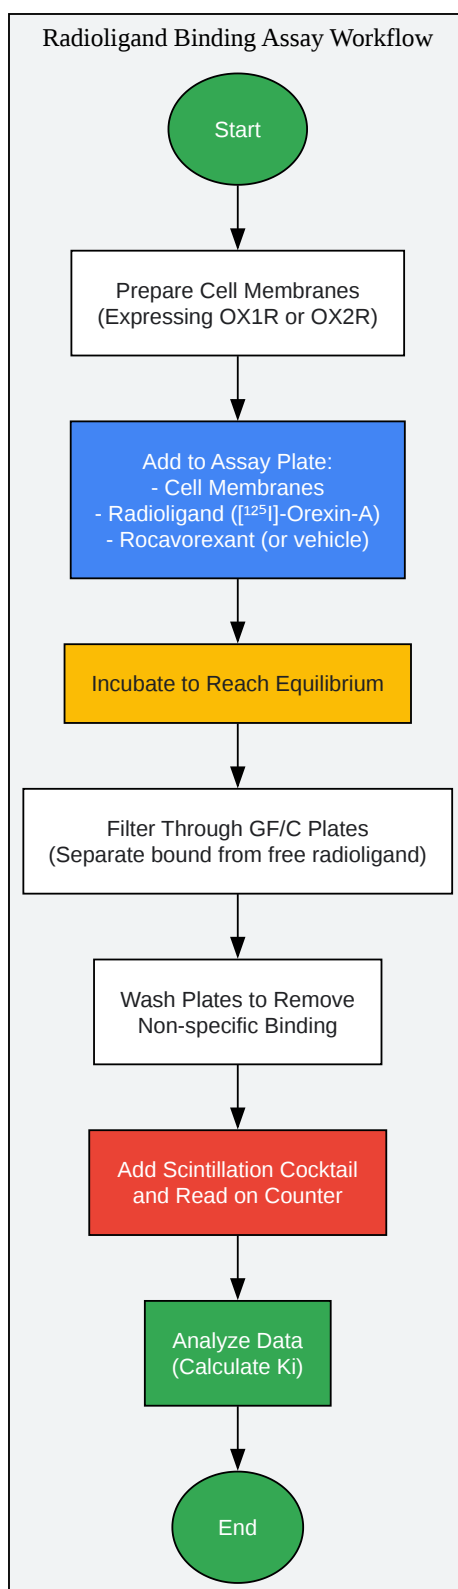 Radioligand Binding Assay Workflow
Start
Prepare Cell Membranes
(Expressing OX1R or OX2R)
Add to Assay Plate:
- Cell Membranes
- Radioligand ([¹²⁵I]-Orexin-A)
- Rocavorexant (or vehicle)
Incubate to Reach Equilibrium
Filter Through GF/C Plates
(Separate bound from free radioligand)
Wash Plates to Remove
Non-specific Binding
Add Scintillation Cocktail
and Read on Counter
Analyze Data
(Calculate Ki)
End